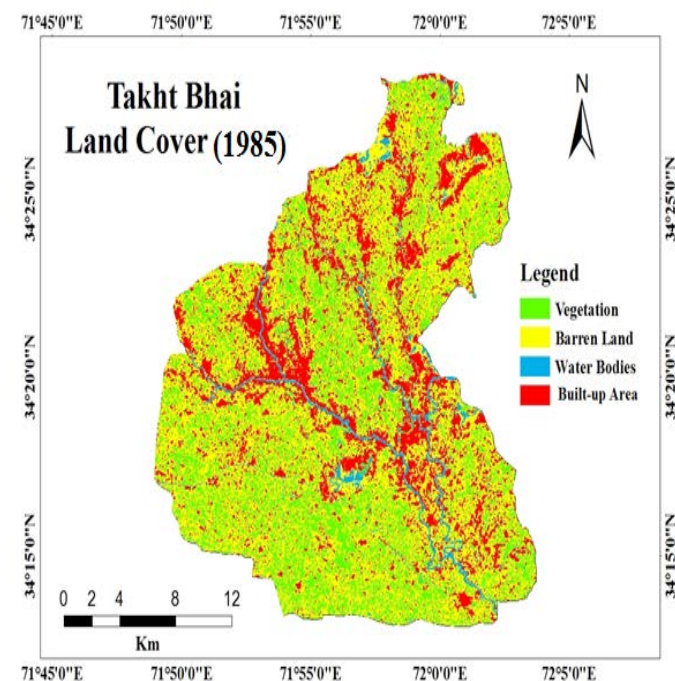 71°45'0"E 71°50'0"E 71°55'0"E 72°0'0"E 72°5'0"E
Takht Bhai
Land Cover (1985)
N
34°25'0"N 34°25'0"N
Legend
Vegetation
Barren Land
Water Bodies
Built-up Area
34°20'0"N 34°20'0"N
34°15'0"N 34°15'0"N
0 2 4 8 12
Km
71°45'0"E 71°50'0"E 71°55'0"E 72°0'0"E 72°5'0"E